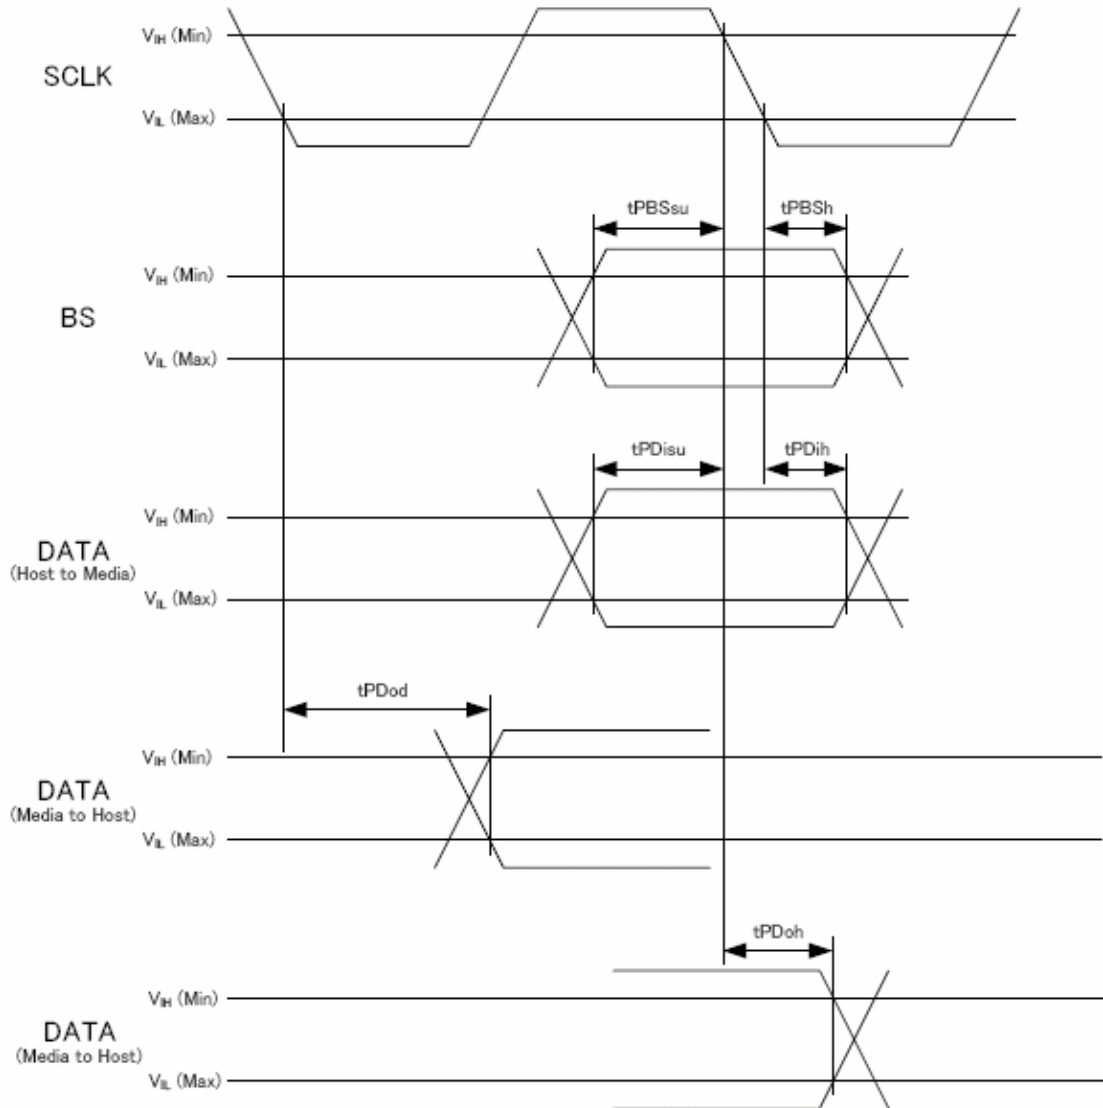 V_IH (Min)
SCLK
V_IL (Max)
tPBSsu
tPBSh
V_IH (Min)
BS
V_IL (Max)
tPDisu
tPDih
V_IH (Min)
DATA
(Host to Media)
V_IL (Max)
tPDod
V_IH (Min)
DATA
(Media to Host)
V_IL (Max)
tPDoh
V_IH (Min)
DATA
(Media to Host)
V_IL (Max)